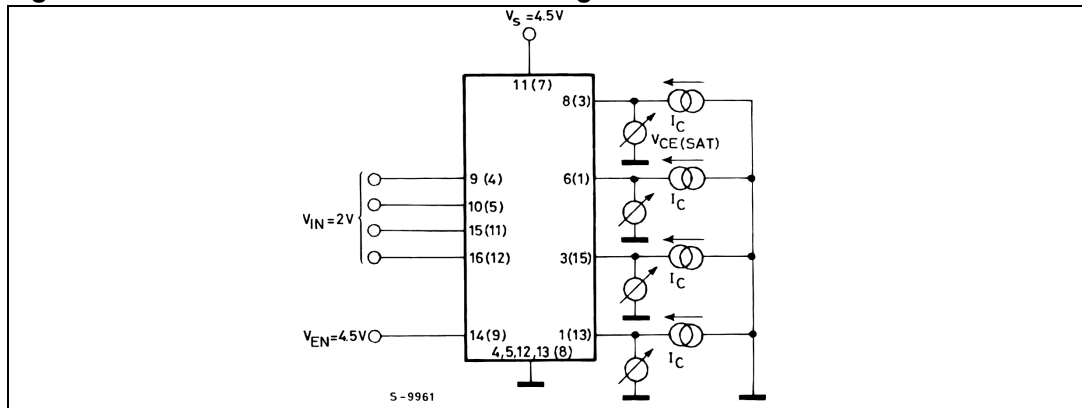 V_S =4.5V
11(7)
8(3)
I_C
V_CE(SAT)
9 (4)
6(1)
10(5)
I_C
V_IN=2V
15(11)
16(12)
3(15)
I_C
V_EN=4.5V
14(9)
1(13)
4,5,12,13 (8)
I_C
S-9961